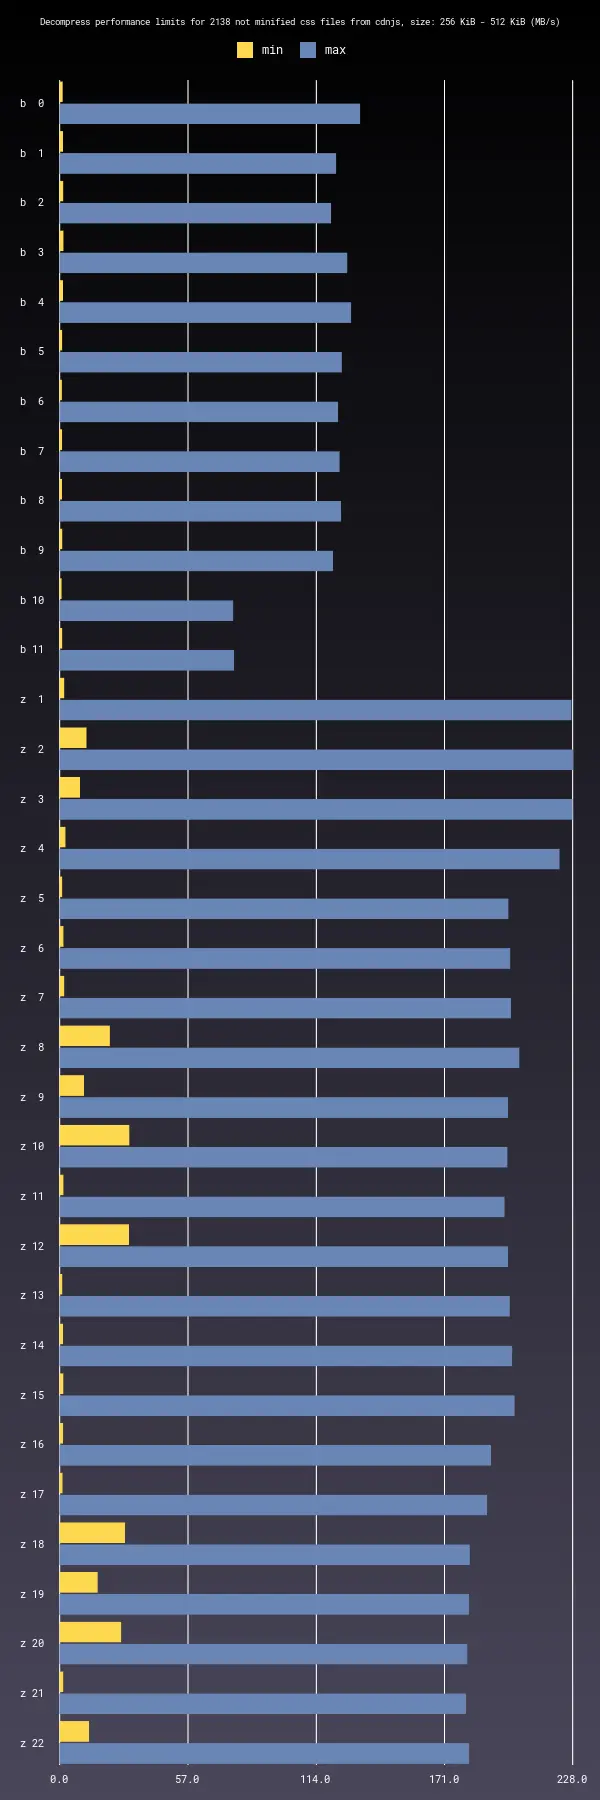 Decompress performance limits for 2138 not minified css files from cdnjs, size: 256 KiB - 512 KiB (MB/s)
min max
b 0
b 1
b 2
b 3
b 4
b 5
b 6
b 7
b 8
b 9
b 10
b 11
z 1
z 2
z 3
z 4
z 5
z 6
z 7
z 8
z 9
z 10
z 11
z 12
z 13
z 14
z 15
z 16
z 17
z 18
z 19
z 20
z 21
z 22
0.0 57.0 114.0 171.0 228.0